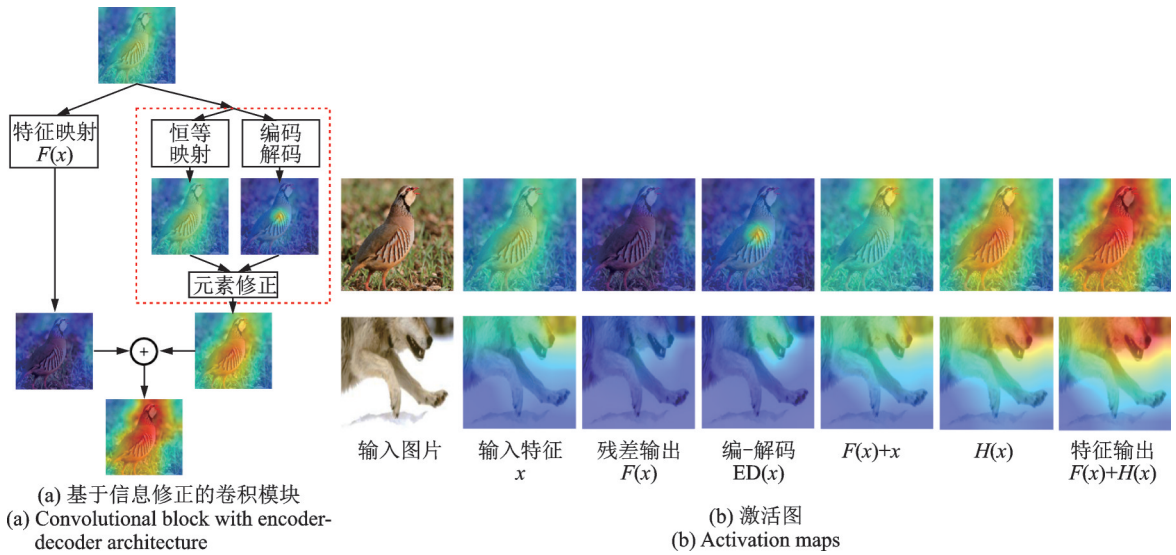 特征映射
F(x)
恒等
映射
编码
解码
元素修正
+
(a) 基于信息修正的卷积模块
(a) Convolutional block with encoder-
decoder architecture
输入图片
输入特征
x
残差输出
F(x)
编-解码
ED(x)
F(x)+x
H(x)
特征输出
F(x)+H(x)
(b) 激活图
(b) Activation maps